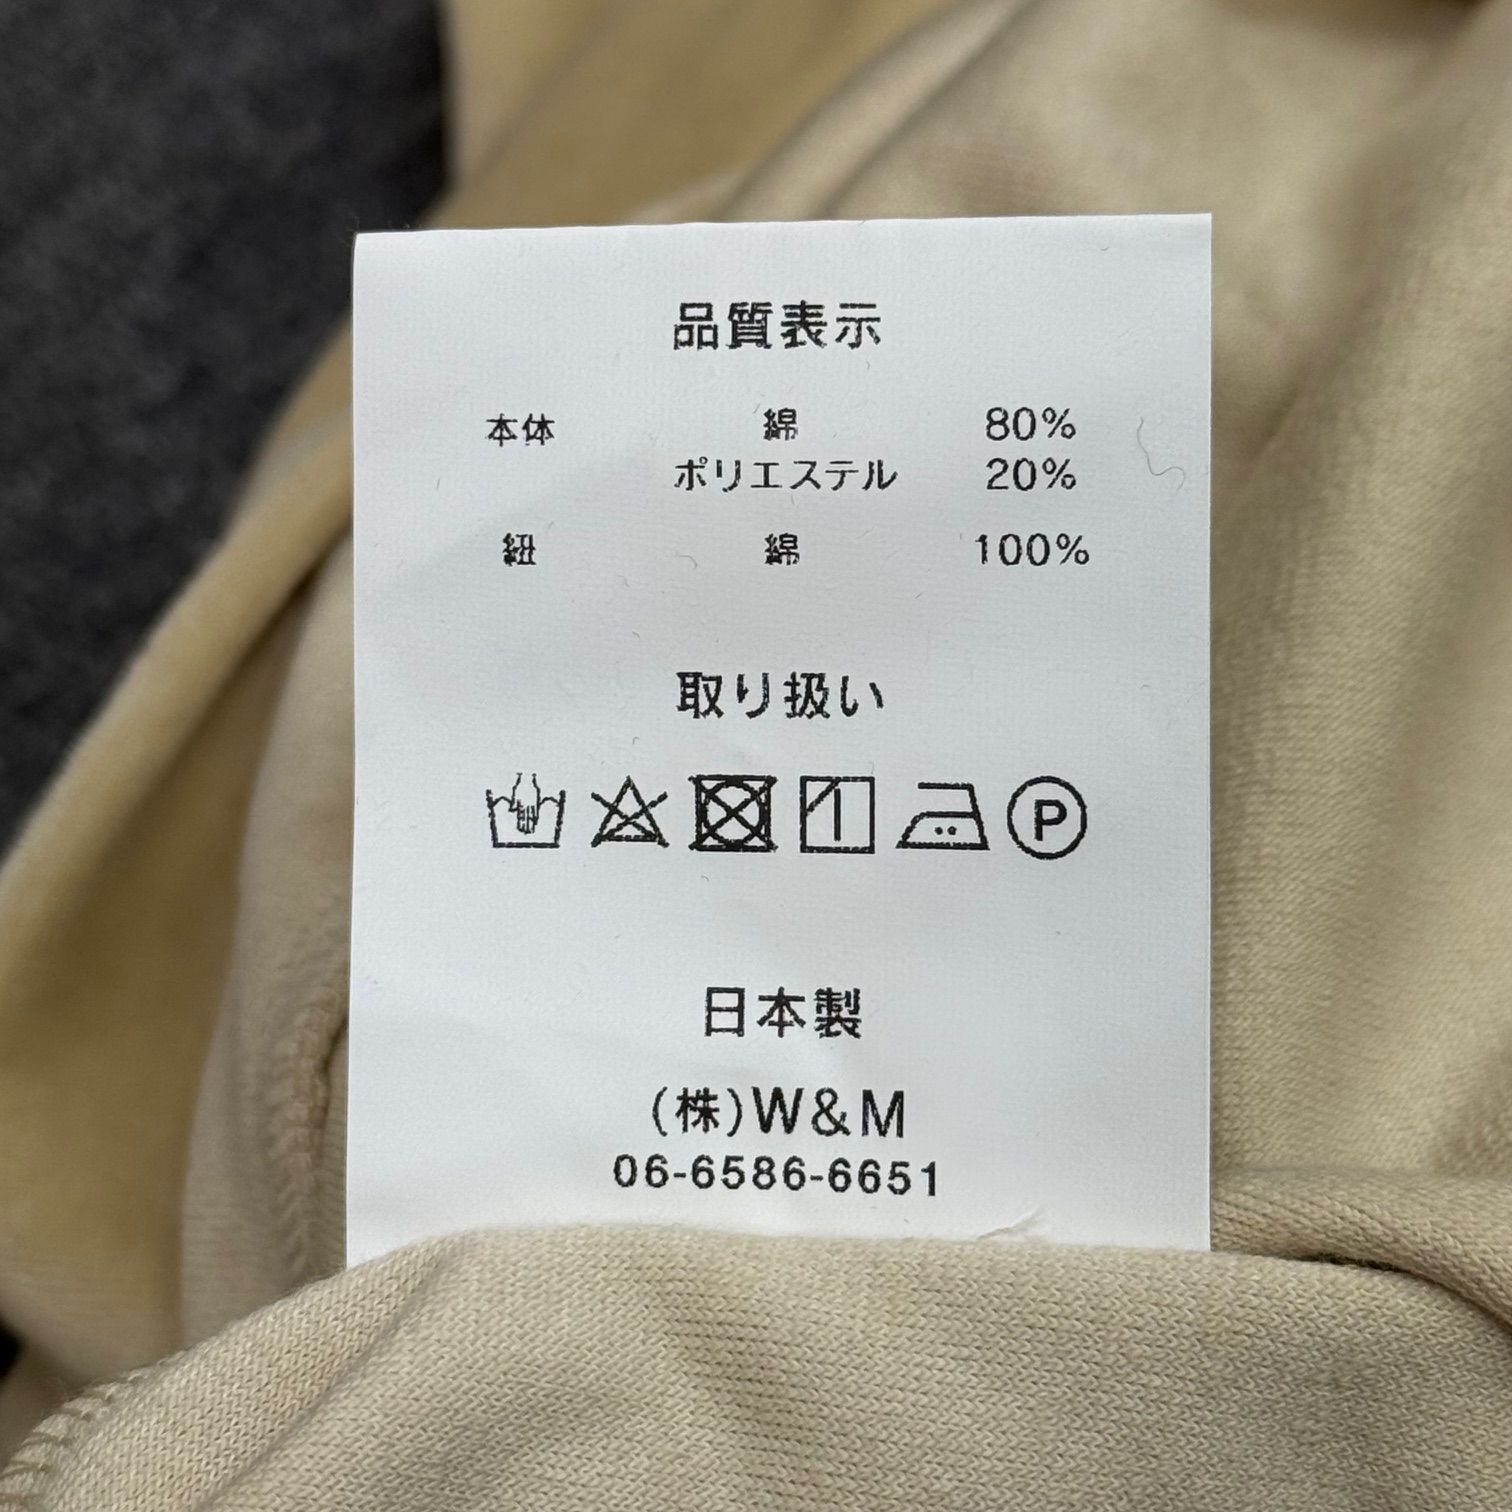 品質表示
本体 綿 80%
ポリエステル 20%
紐 綿 100%
取り扱い
P
日本製
(株)W&M
06-6586-6651